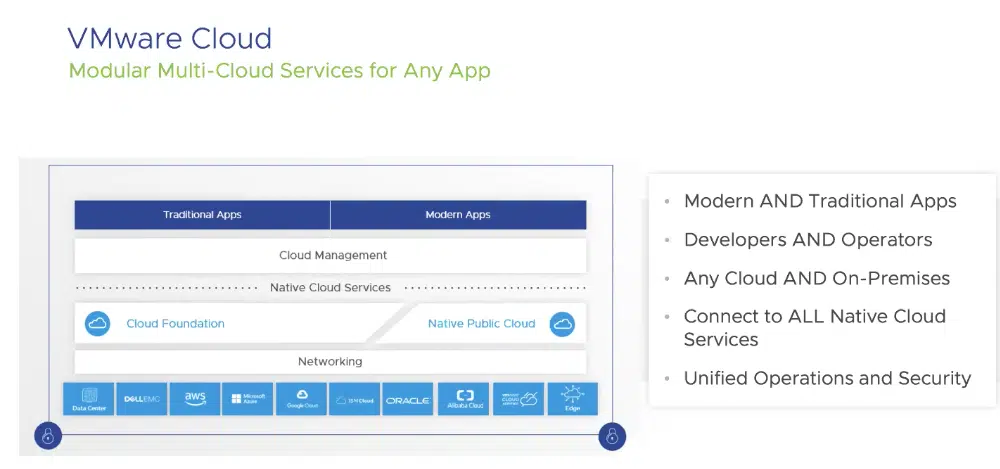 VMware Cloud
Modular Multi-Cloud Services for Any App
Traditional Apps
Modern Apps
Cloud Management
Native Cloud Services
Cloud Foundation
Native Public Cloud
Networking
Data Center
DELLEMC
aws
Microsoft Azure
Google Cloud
IBM Cloud
ORACLE
Alibaba Cloud
VMWARE CLOUD
Edge
• Modern AND Traditional Apps
• Developers AND Operators
• Any Cloud AND On-Premises
• Connect to ALL Native Cloud
Services
• Unified Operations and Security